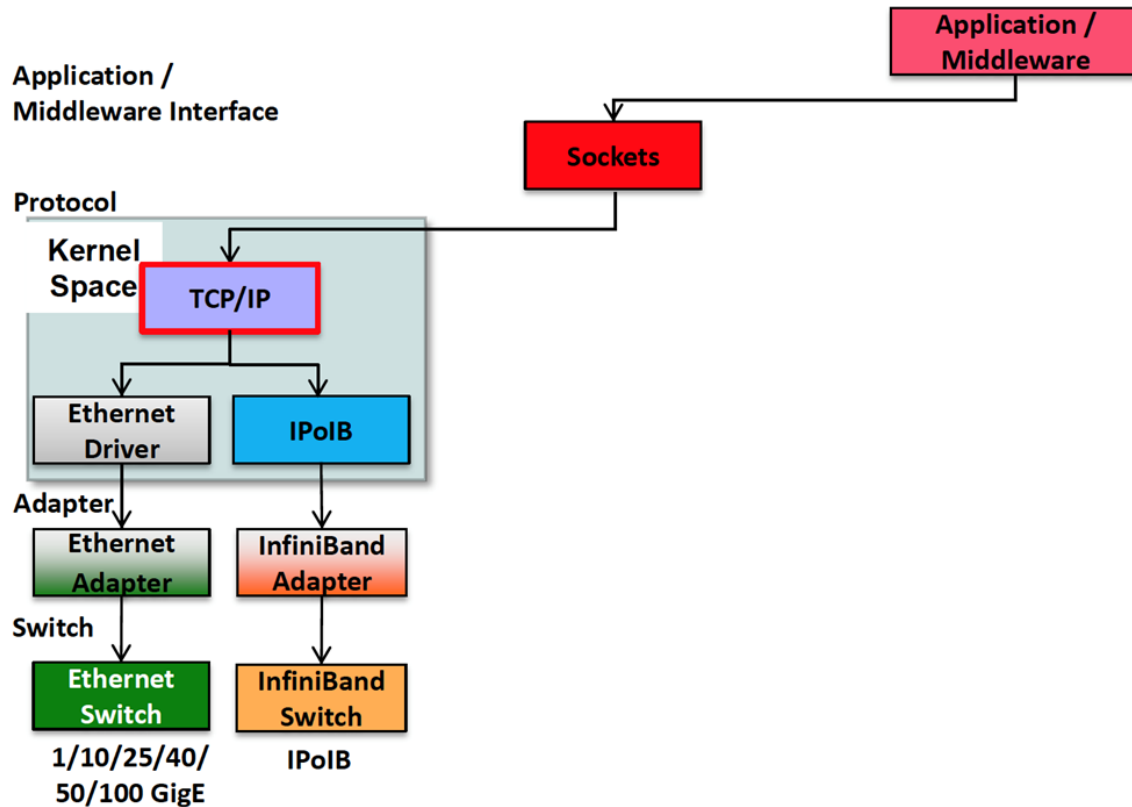 Application /
Middleware
Application /
Middleware Interface
Sockets
Protocol
Kernel
Space
TCP/IP
Ethernet
Driver
IPoIB
Adapter
Ethernet
Adapter
InfiniBand
Adapter
Switch
Ethernet
Switch
InfiniBand
Switch
1/10/25/40/
50/100 GigE
IPoIB